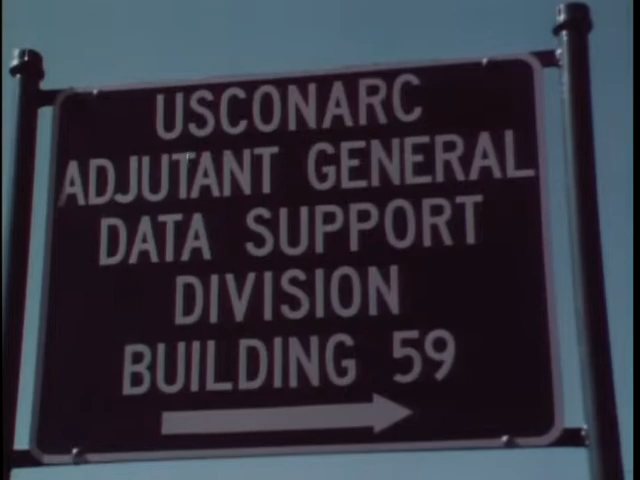 USCONARC
ADJUTANT GENERAL
DATA SUPPORT
DIVISION
BUILDING 59